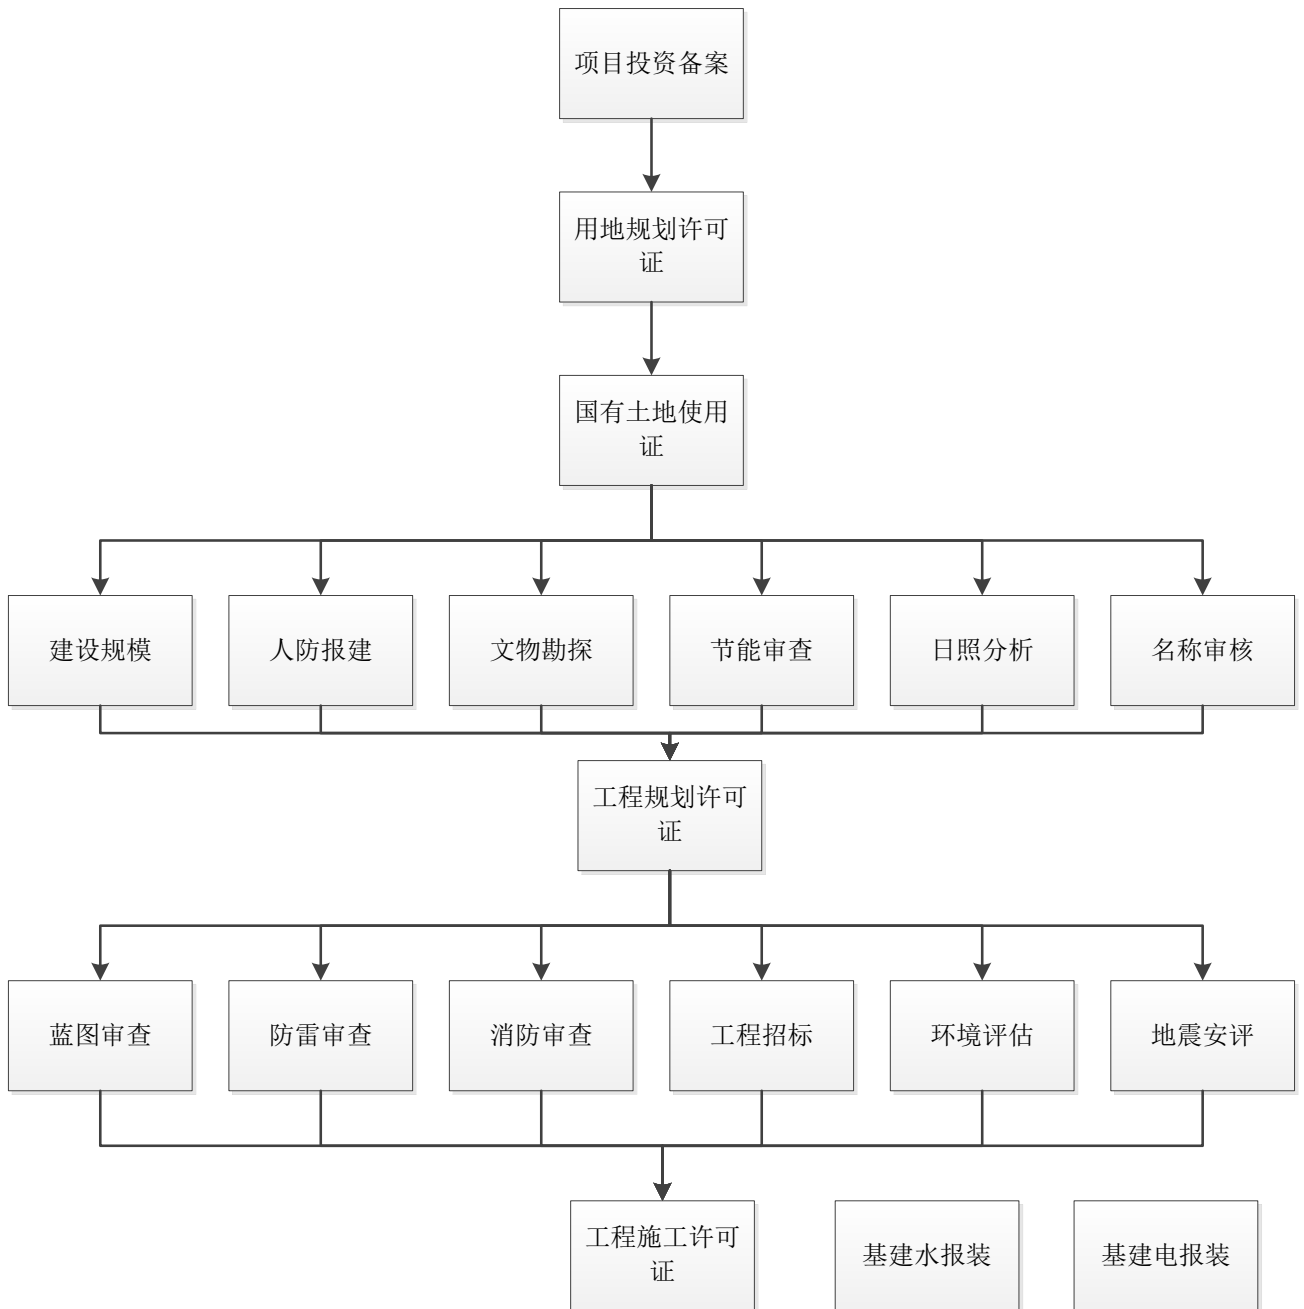 项目投资备案
用地规划许可
证
国有土地使用
证
建设规模
人防报建
文物勘探
节能审查
日照分析
名称审核
工程规划许可
证
蓝图审查
防雷审查
消防审查
工程招标
环境评估
地震安评
工程施工许可
证
基建水报装
基建电报装